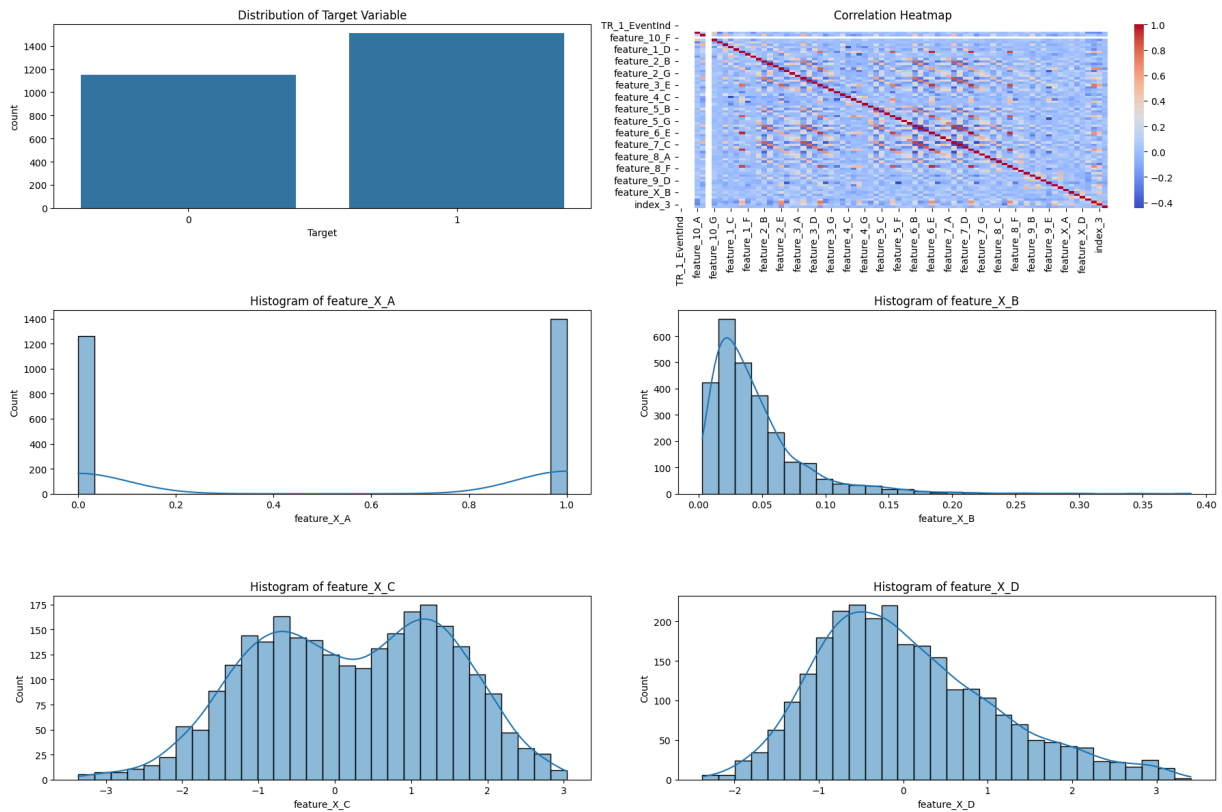 Distribution of Target Variable
count
1400
1200
1000
800
600
400
200
0
0
1
Target
Correlation Heatmap
TR_1_EventInd
feature_10_F
feature_1_D
feature_2_B
feature_2_G
feature_3_E
feature_4_C
feature_5_B
feature_5_G
feature_6_E
feature_7_C
feature_8_A
feature_8_F
feature_9_D
feature_X_B
index_3
TR_1_EventInd
feature_10_A
feature_10_G
feature_1_C
feature_1_F
feature_2_B
feature_2_E
feature_3_A
feature_3_D
feature_3_G
feature_4_C
feature_4_G
feature_5_C
feature_5_F
feature_6_B
feature_6_E
feature_7_A
feature_7_D
feature_7_G
feature_8_C
feature_8_F
feature_9_B
feature_9_E
feature_X_A
feature_X_D
index_3
1.0
0.8
0.6
0.4
0.2
0.0
−0.2
−0.4
Histogram of feature_X_A
Count
1400
1200
1000
800
600
400
200
0
0.0 0.2 0.4 0.6 0.8 1.0
feature_X_A
Histogram of feature_X_B
Count
600
500
400
300
200
100
0
0.00 0.05 0.10 0.15 0.20 0.25 0.30 0.35 0.40
feature_X_B
Histogram of feature_X_C
Count
175
150
125
100
75
50
25
0
−3 −2 −1 0 1 2 3
feature_X_C
Histogram of feature_X_D
Count
200
150
100
50
0
−2 −1 0 1 2 3
feature_X_D